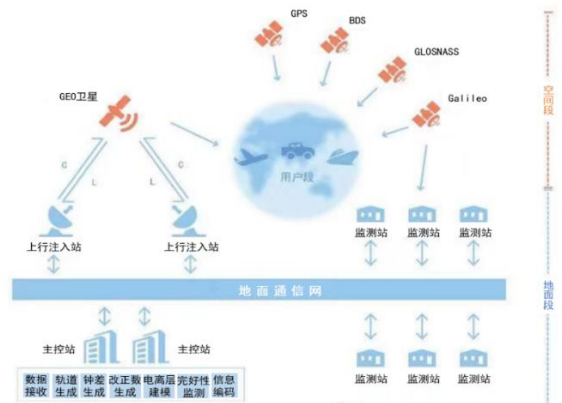 GPS
BDS
GLOSNASS
Galileo
GEO卫星
空间段
用户段
C
L
L
C
上行注入站
上行注入站
监测站
监测站
监测站
地面通信网
地面段
主控站
主控站
监测站
监测站
监测站
数据接收
轨道生成
钟差生成
改正数生成
电离层建模
完好性监测
信息编码